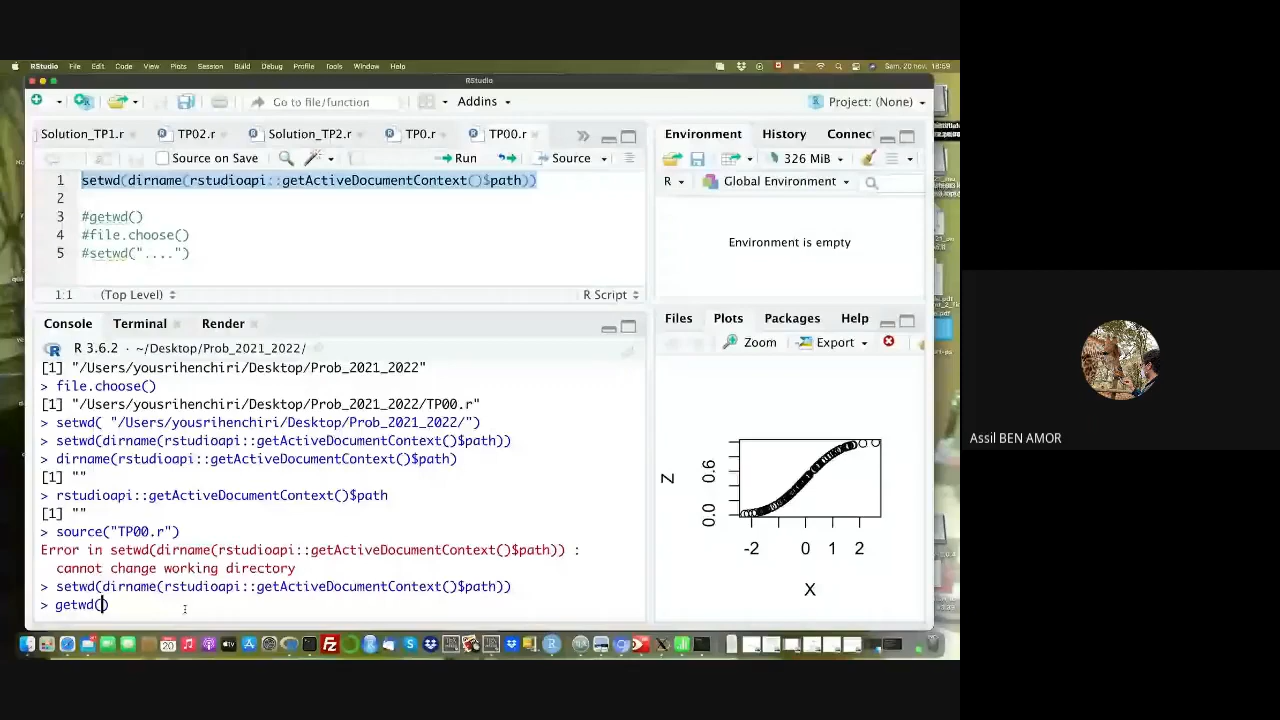 RStudio File Edit Code View Plots Session Build Debug Profile Tools Window Help Sam. 20 nov. 18:59
RStudio
Go to file/function Addins Project: (None)
Solution_TP1.r TP02.r Solution_TP2.r TP0.r TP00.r
Source on Save Run Source
1 setwd(dirname(rstudioapi::getActiveDocumentContext()$path))
2
3 #getwd()
4 #file.choose()
5 #setwd("....")
1:1 (Top Level) R Script
Console Terminal Render
R 3.6.2 · ~/Desktop/Prob_2021_2022/
[1] "/Users/yousrihenchiri/Desktop/Prob_2021_2022"
> file.choose()
[1] "/Users/yousrihenchiri/Desktop/Prob_2021_2022/TP00.r"
> setwd( "/Users/yousrihenchiri/Desktop/Prob_2021_2022/")
> setwd(dirname(rstudioapi::getActiveDocumentContext()$path))
> dirname(rstudioapi::getActiveDocumentContext()$path)
[1] ""
> rstudioapi::getActiveDocumentContext()$path
[1] ""
> source("TP00.r")
Error in setwd(dirname(rstudioapi::getActiveDocumentContext()$path)) :
cannot change working directory
> setwd(dirname(rstudioapi::getActiveDocumentContext()$path))
> getwd()
Environment History Connec
326 MiB
R Global Environment
Environment is empty
Files Plots Packages Help
Zoom Export
Z
0.0 0.6
-2 0 1 2
X
20
Assil BEN AMOR